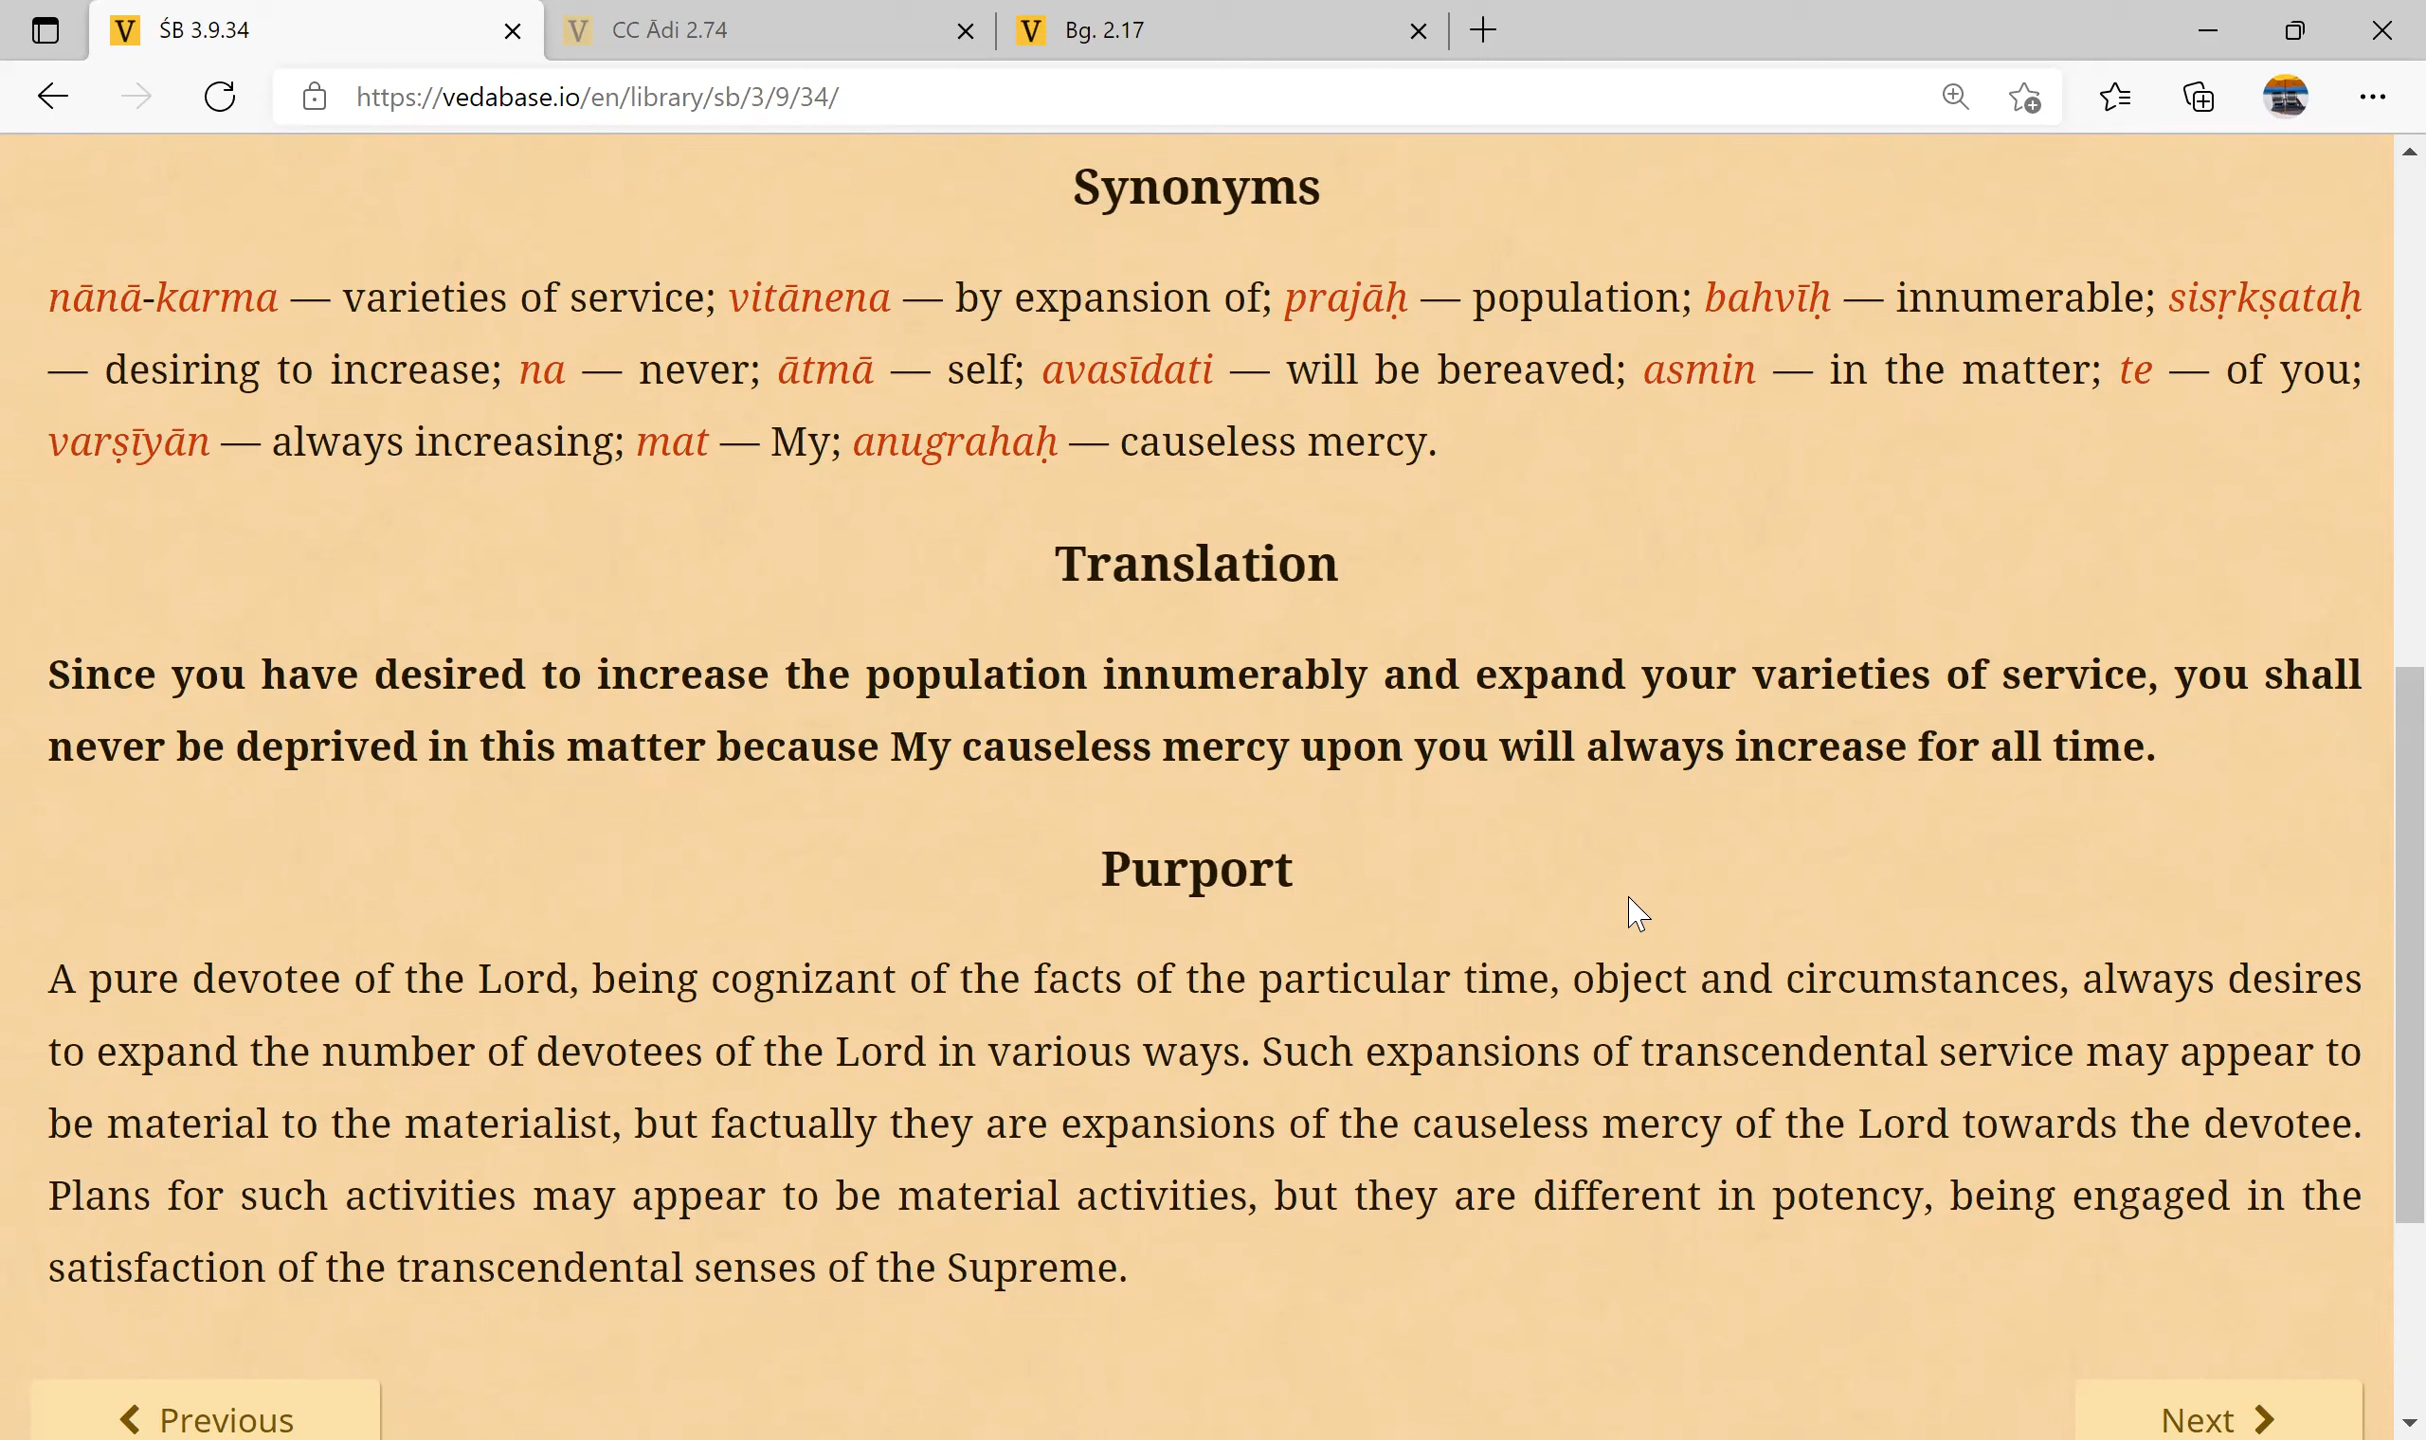 ŚB 3.9.34
CC Ādi 2.74
Bg. 2.17
https://vedabase.io/en/library/sb/3/9/34/
Synonyms
nānā-karma — varieties of service; vitānena — by expansion of; prajāḥ — population; bahvīḥ — innumerable; sisṛkṣataḥ
— desiring to increase; na — never; ātmā — self; avasīdati — will be bereaved; asmin — in the matter; te — of you;
varṣīyān — always increasing; mat — My; anugrahaḥ — causeless mercy.
Translation
Since you have desired to increase the population innumerably and expand your varieties of service, you shall
never be deprived in this matter because My causeless mercy upon you will always increase for all time.
Purport
A pure devotee of the Lord, being cognizant of the facts of the particular time, object and circumstances, always desires
to expand the number of devotees of the Lord in various ways. Such expansions of transcendental service may appear to
be material to the materialist, but factually they are expansions of the causeless mercy of the Lord towards the devotee.
Plans for such activities may appear to be material activities, but they are different in potency, being engaged in the
satisfaction of the transcendental senses of the Supreme.
Previous
Next